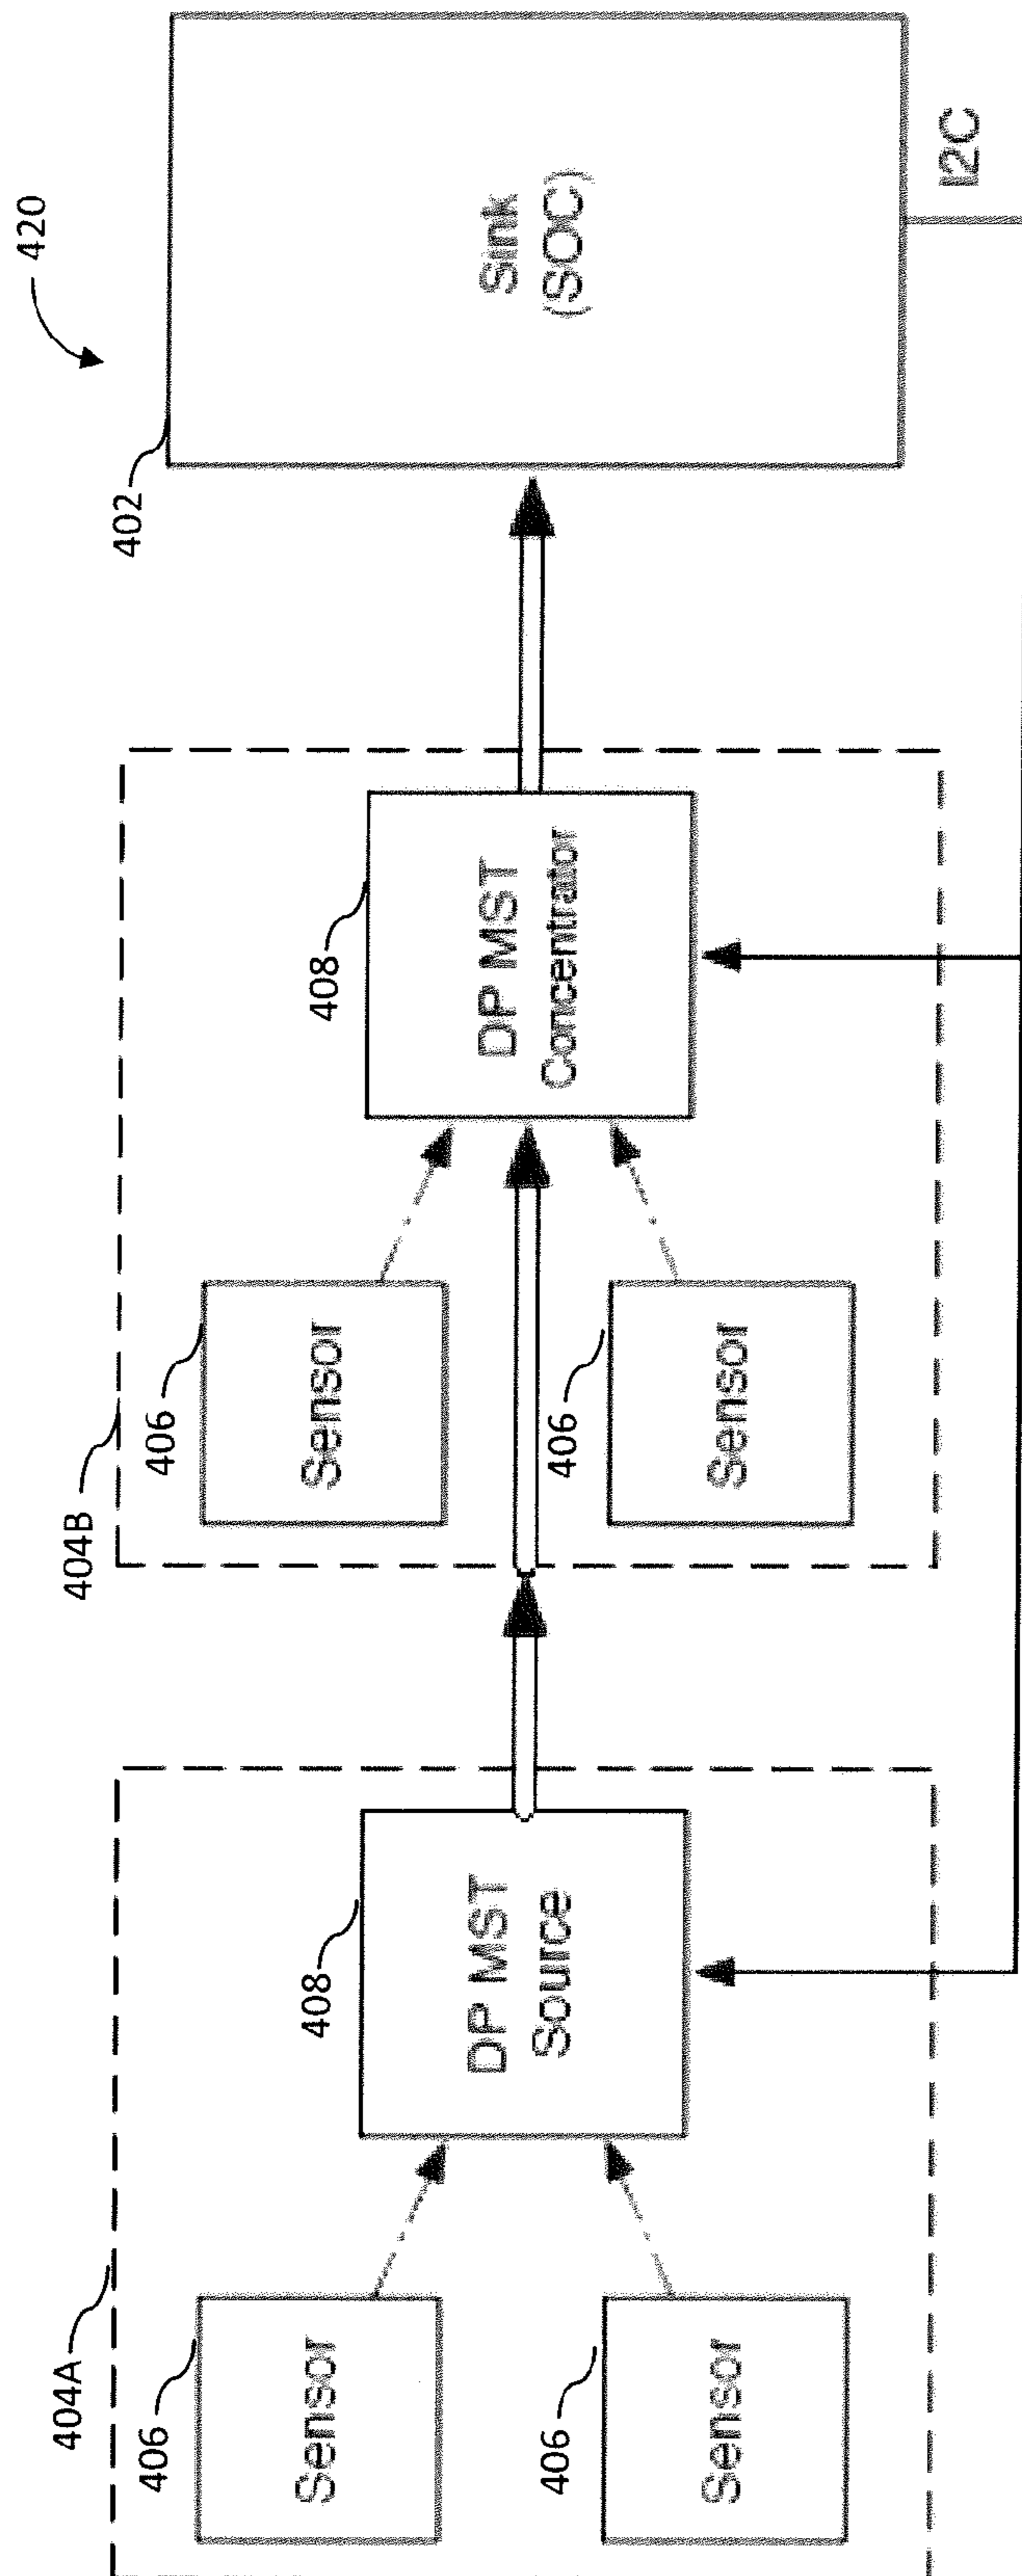 420
404A
404B
402
406
Sensor
406
Sensor
408
DP MST
Source
406
Sensor
406
Sensor
408
DP MST
Concentrator
Sink
(SOC)
I2C